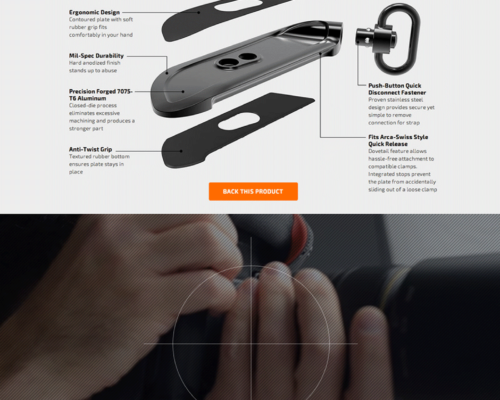 Ergonomic Design
Contoured plate with soft
rubber grip fits
comfortably in your hand
Mil-Spec Durability
Hard anodized finish
stands up to abuse
Precision Forged 7075-
T6 Aluminum
Closed-die process
eliminates excessive
machining and produces a
stronger part
Anti-Twist Grip
Textured rubber bottom
ensures plate stays in
place
Push-Button Quick
Disconnect Fastener
Proven stainless steel
design provides secure yet
simple to remove
connection for strap
Fits Arca-Swiss Style
Quick Release
Dovetail feature allows
hassle-free attachment to
compatible clamps.
Integrated stops prevent
the plate from accidentally
sliding out of a loose clamp
BACK THIS PRODUCT